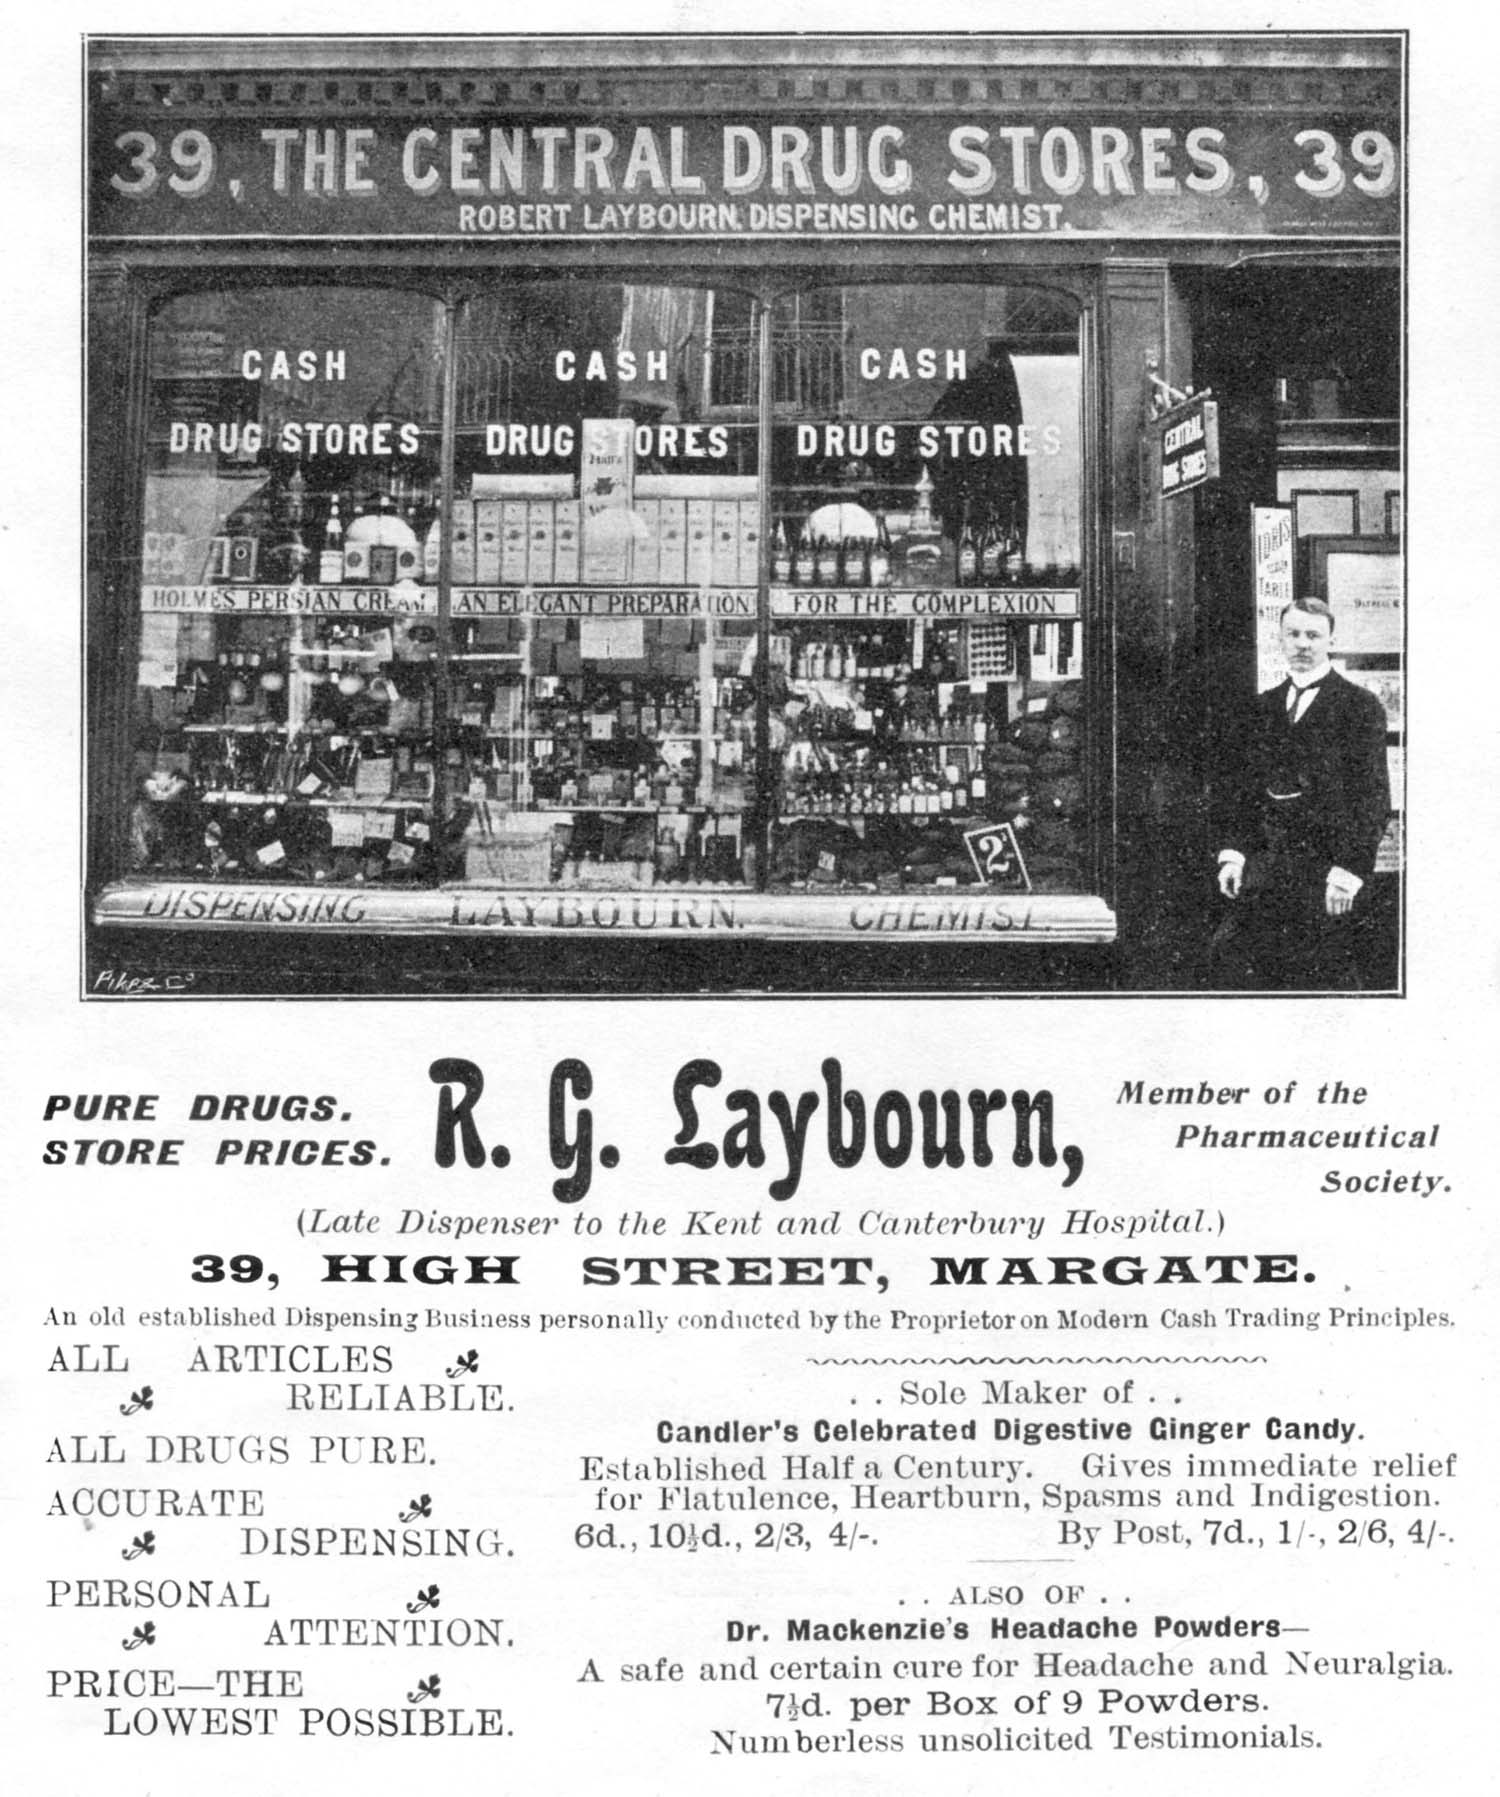 39, THE CENTRAL DRUG STORES, 39
ROBERT LAYBOURN, DISPENSING CHEMIST.
CASH CASH CASH
DRUG STORES DRUG STORES DRUG STORES
CENTRAL
DRUG STORES
Hall's
Wine
IDRIS
TABLE
HOLMES PERSIAN CREAM, AN ELEGANT PREPARATION FOR THE COMPLEXION
2
DISPENSING LAYBOURN. CHEMIST.
Pike & Co
PURE DRUGS.
STORE PRICES.
R. G. Laybourn,
Member of the
Pharmaceutical
Society.
(Late Dispenser to the Kent and Canterbury Hospital.)
39, HIGH STREET, MARGATE.
An old established Dispensing Business personally conducted by the Proprietor on Modern Cash Trading Principles.
ALL ARTICLES
RELIABLE.
ALL DRUGS PURE.
ACCURATE
DISPENSING.
PERSONAL
ATTENTION.
PRICE—THE
LOWEST POSSIBLE.
. . Sole Maker of . .
Candler's Celebrated Digestive Ginger Candy.
Established Half a Century. Gives immediate relief
for Flatulence, Heartburn, Spasms and Indigestion.
6d., 10½d., 2/3, 4/-. By Post, 7d., 1/-, 2/6, 4/-.
. . ALSO OF . .
Dr. Mackenzie's Headache Powders—
A safe and certain cure for Headache and Neuralgia.
7½d. per Box of 9 Powders.
Numberless unsolicited Testimonials.